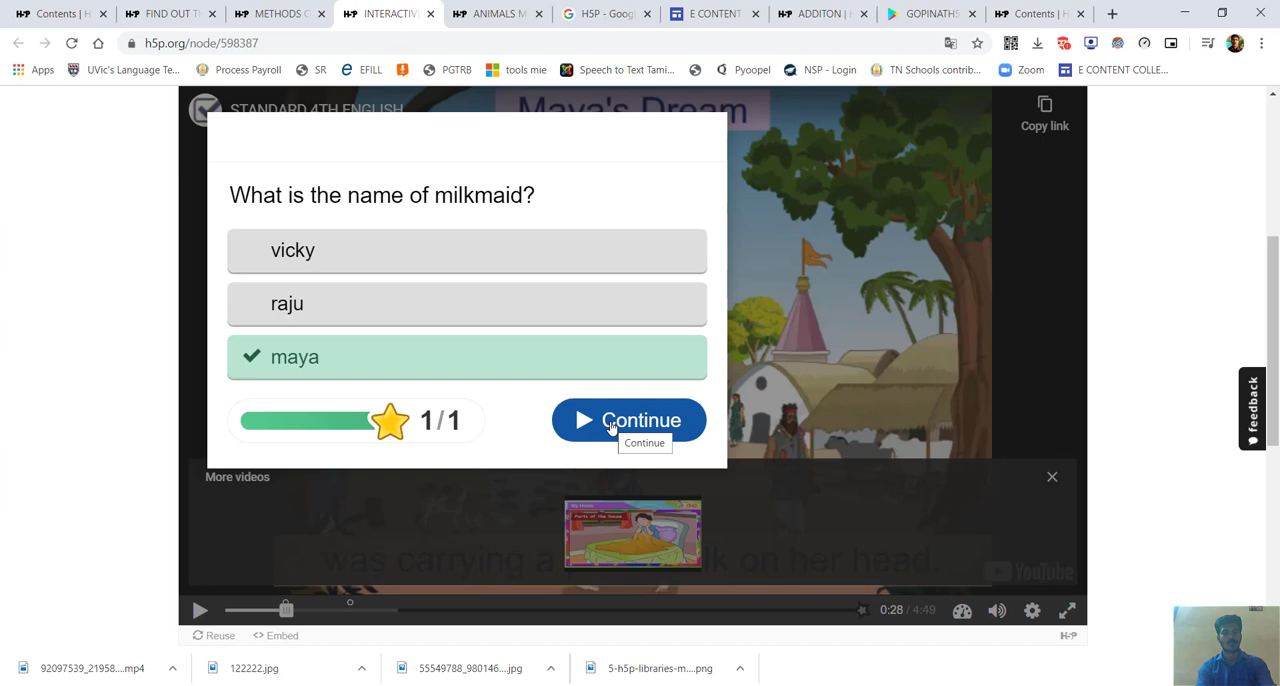 Contents | H
FIND OUT TH
METHODS O
INTERACTIV
ANIMALS M
H5P - Goog
E CONTENT
ADDITON | H
GOPINATH5
Contents | H
h5p.org/node/598387
Apps
UVic's Language Te...
Process Payroll
SR
EFILL
PGTRB
tools mie
Speech to Text Tami...
Pyoopel
NSP - Login
TN Schools contrib...
Zoom
E CONTENT COLLE...
STANDARD 4TH ENGLISH
Maya's Dream
Copy link
What is the name of milkmaid?
vicky
raju
maya
1/1
Continue
Continue
feedback
More videos
was carrying a
k on her head.
YouTube
0:28 / 4:49
Reuse
Embed
H5P
92097539_21958....mp4
122222.jpg
55549788_980146....jpg
5-h5p-libraries-m....png